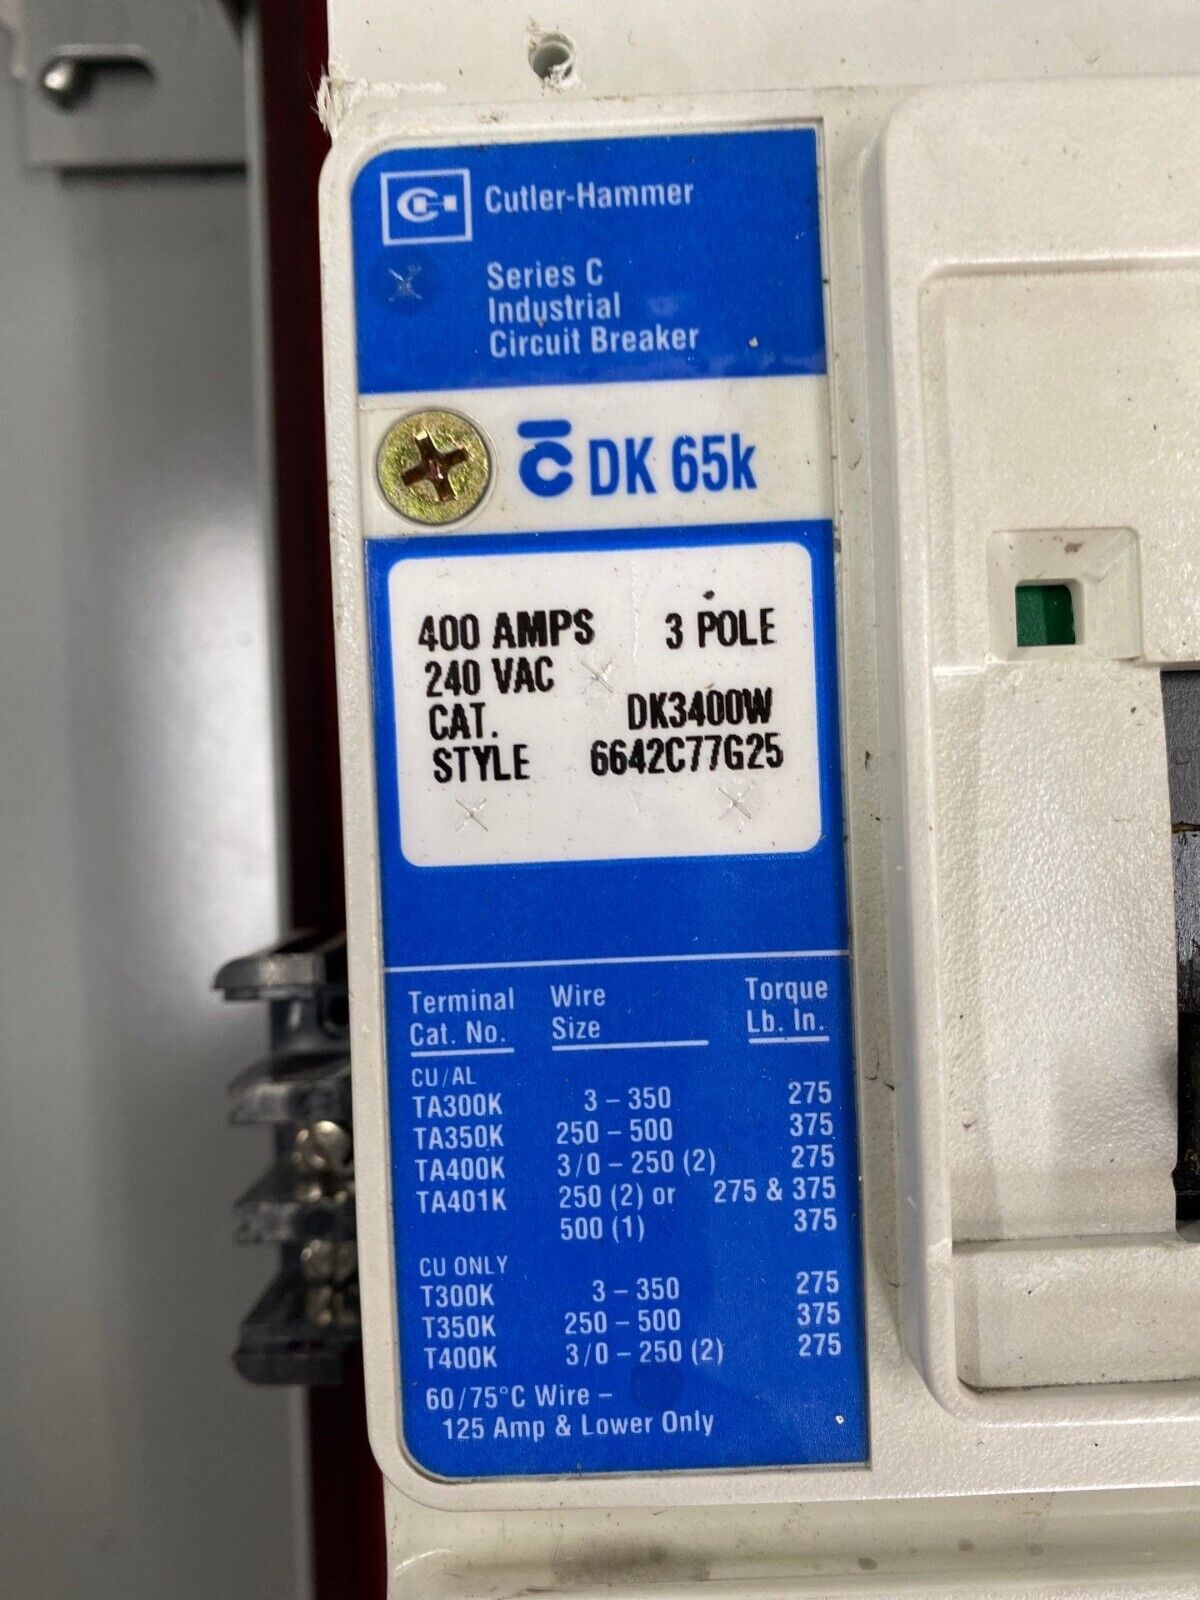 Cutler-Hammer
Series C
Industrial
Circuit Breaker
C DK 65k
400 AMPS 3 POLE
240 VAC
CAT. DK3400W
STYLE 6642C77G25
Terminal Wire Torque
Cat. No. Size Lb. In.
CU/AL
TA300K 3 – 350 275
TA350K 250 – 500 375
TA400K 3/0 – 250 (2) 275
TA401K 250 (2) or 275 & 375
500 (1) 375
CU ONLY
T300K 3 – 350 275
T350K 250 – 500 375
T400K 3/0 – 250 (2) 275
60/75°C Wire –
125 Amp & Lower Only